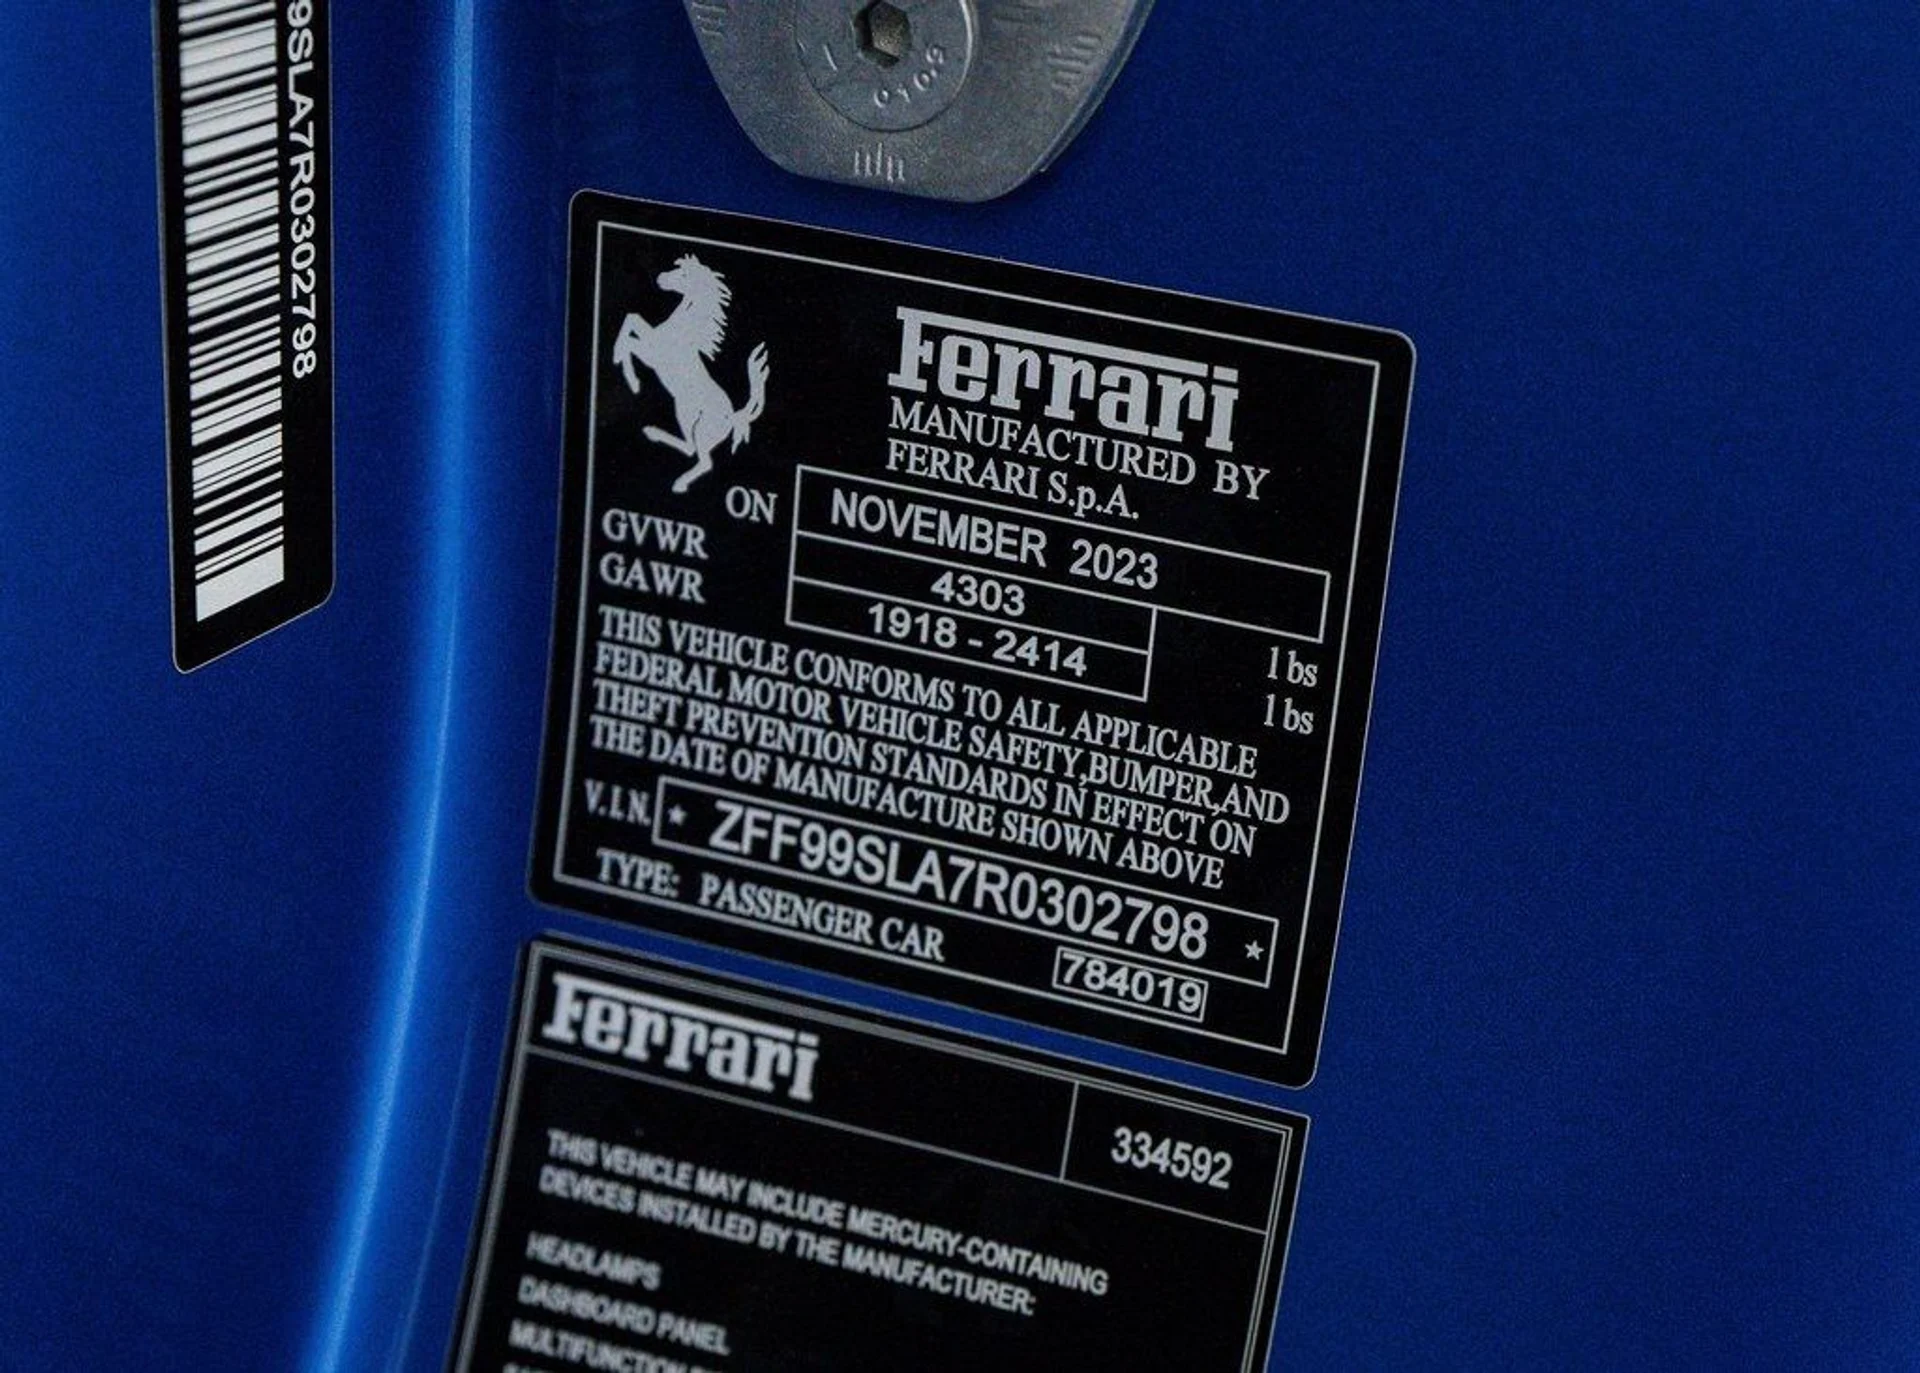 9SLA7R0302798
Ferrari
MANUFACTURED BY
FERRARI S.p.A.
ON NOVEMBER 2023
GVWR 4303 lbs
GAWR 1918 - 2414 lbs
THIS VEHICLE CONFORMS TO ALL APPLICABLE
FEDERAL MOTOR VEHICLE SAFETY,BUMPER,AND
THEFT PREVENTION STANDARDS IN EFFECT ON
THE DATE OF MANUFACTURE SHOWN ABOVE
V.I.N. ★ ZFF99SLA7R0302798 ★
TYPE: PASSENGER CAR
784019
Ferrari
334592
THIS VEHICLE MAY INCLUDE MERCURY-CONTAINING
DEVICES INSTALLED BY THE MANUFACTURER:
HEADLAMPS
DASHBOARD PANEL
MULTIFUNCTION